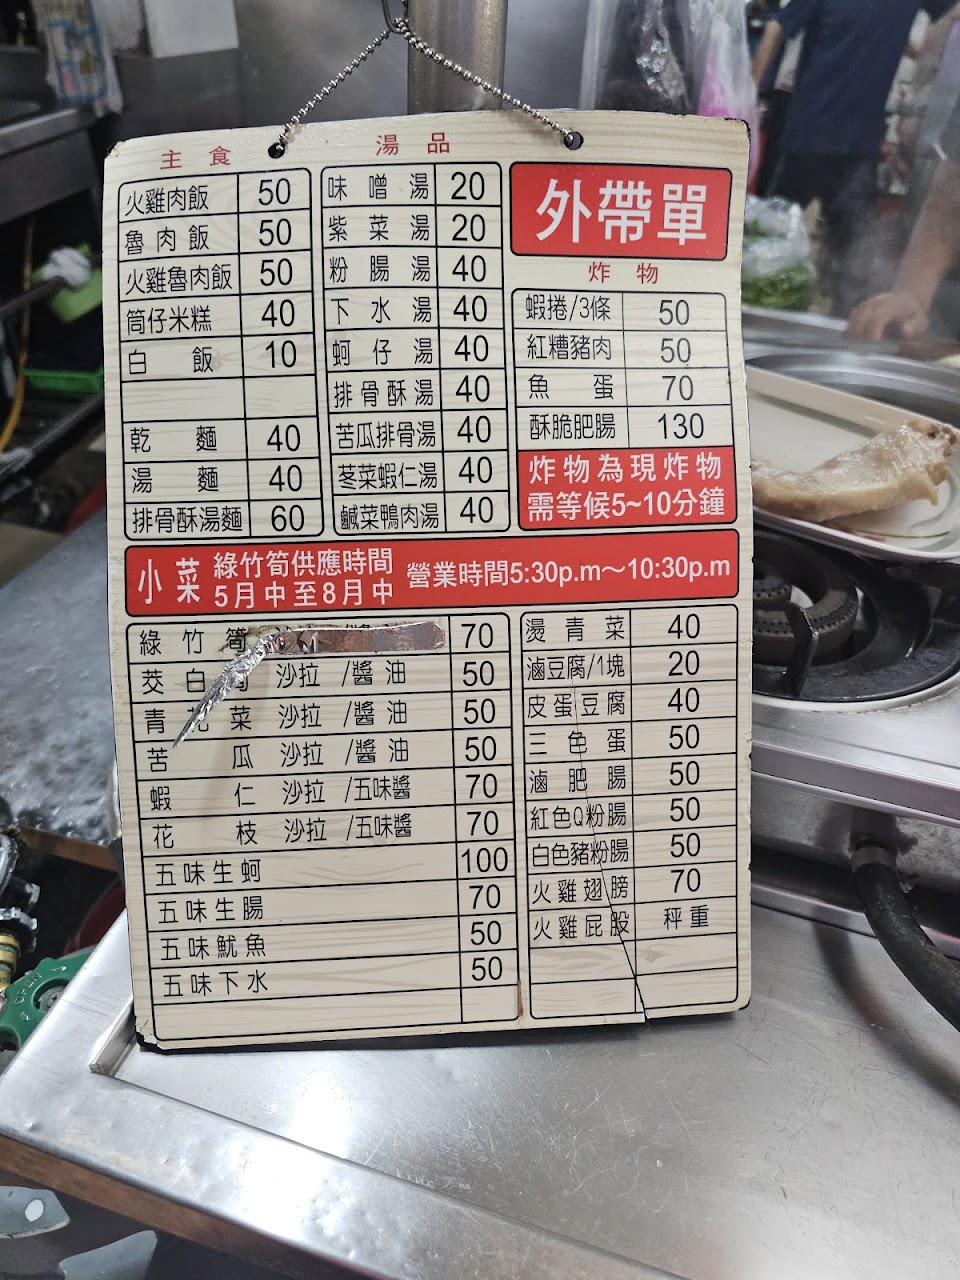 主食
火雞肉飯 50
魯肉飯 50
火雞魯肉飯 50
筒仔米糕 40
白飯 10
乾麵 40
湯麵 40
排骨酥湯麵 60
湯品
味噌湯 20
紫菜湯 20
粉腸湯 40
下水湯 40
蚵仔湯 40
排骨酥湯 40
苦瓜排骨湯 40
茎菜蝦仁湯 40
鹹菜鴨肉湯 40
外帶單
炸物
蝦捲/3條 50
紅糟豬肉 50
魚蛋 70
酥脆肥腸 130
炸物為現炸物
需等候5~10分鐘
小菜
綠竹筍供應時間
5月中至8月中
營業時間5:30p.m～10:30p.m
綠竹筍 70
茭白筍 沙拉 /醬油 50
青花菜 沙拉 /醬油 50
苦瓜 沙拉 /醬油 50
蝦仁 沙拉 /五味醬 70
花枝 沙拉 /五味醬 70
五味生蚵 100
五味生腸 70
五味魷魚 50
五味下水 50
燙青菜 40
滷豆腐/1塊 20
皮蛋豆腐 40
三色蛋 50
滷肥腸 50
紅色Q粉腸 50
白色豬粉腸 50
火雞翅膀 70
火雞屁股 秤重
OPEN